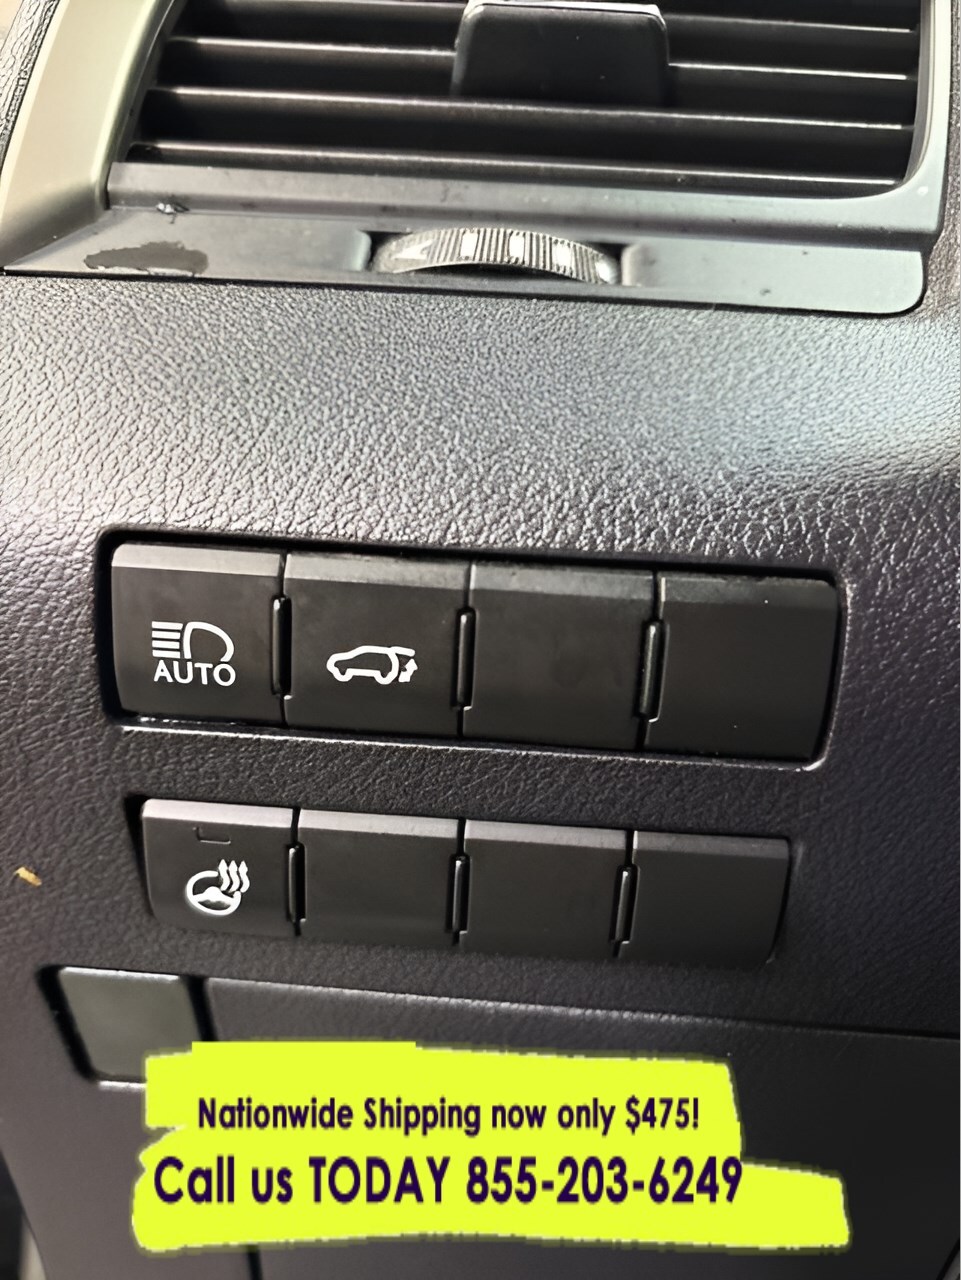 AUTO
Nationwide Shipping now only $475!
Call us TODAY 855-203-6249